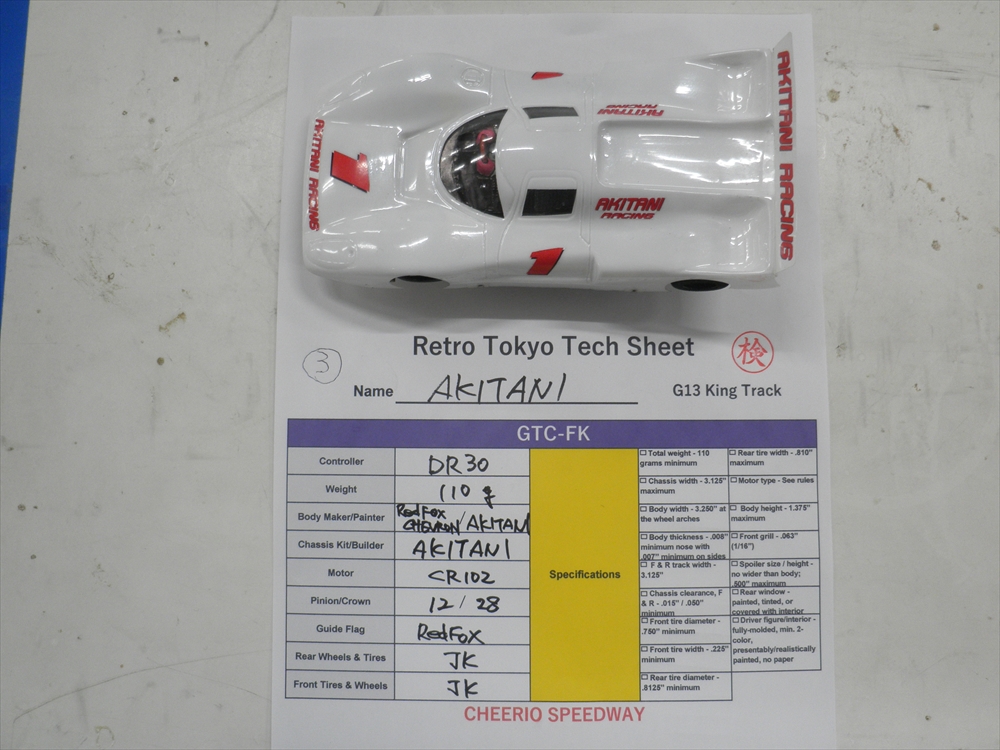 AKITANI RACING
1
1
AKITANI
RACING
AKITANI
RACING
1
AKITANI RACING
Retro Tokyo Tech Sheet
検
3
Name AKITANI
G13 King Track
GTC-FK
Controller DR30
Weight 110 g
Body Maker/Painter RedFox CHEVRON/AKITANI
Chassis Kit/Builder AKITANI
Motor CR102
Pinion/Crown 12/28
Guide Flag RedFox
Rear Wheels & Tires JK
Front Tires & Wheels JK
Specifications
☐ Total weight - 110
grams minimum
☐ Chassis width - 3.125"
maximum
☐ Body width - 3.250" at
the wheel arches
☐ Body thickness - .008"
minimum nose with
.007" minimum on sides
☐ F & R track width -
3.125"
☐ Chassis clearance, F
& R - .015" / .050"
minimum
☐ Front tire diameter -
.750" minimum
☐ Front tire width - .225"
minimum
☐ Rear tire diameter -
.8125" minimum
☐ Rear tire width - .810"
maximum
☐ Motor type - See rules
☐ Body height - 1.375"
maximum
☐ Front grill - .063"
(1/16")
☐ Spoiler size / height -
no wider than body;
.500" maximum
☐ Rear window -
painted, tinted, or
covered with interior
☐ Driver figure/interior -
fully-molded, min. 2-
color,
presentably/realistically
painted, no paper
CHEERIO SPEEDWAY